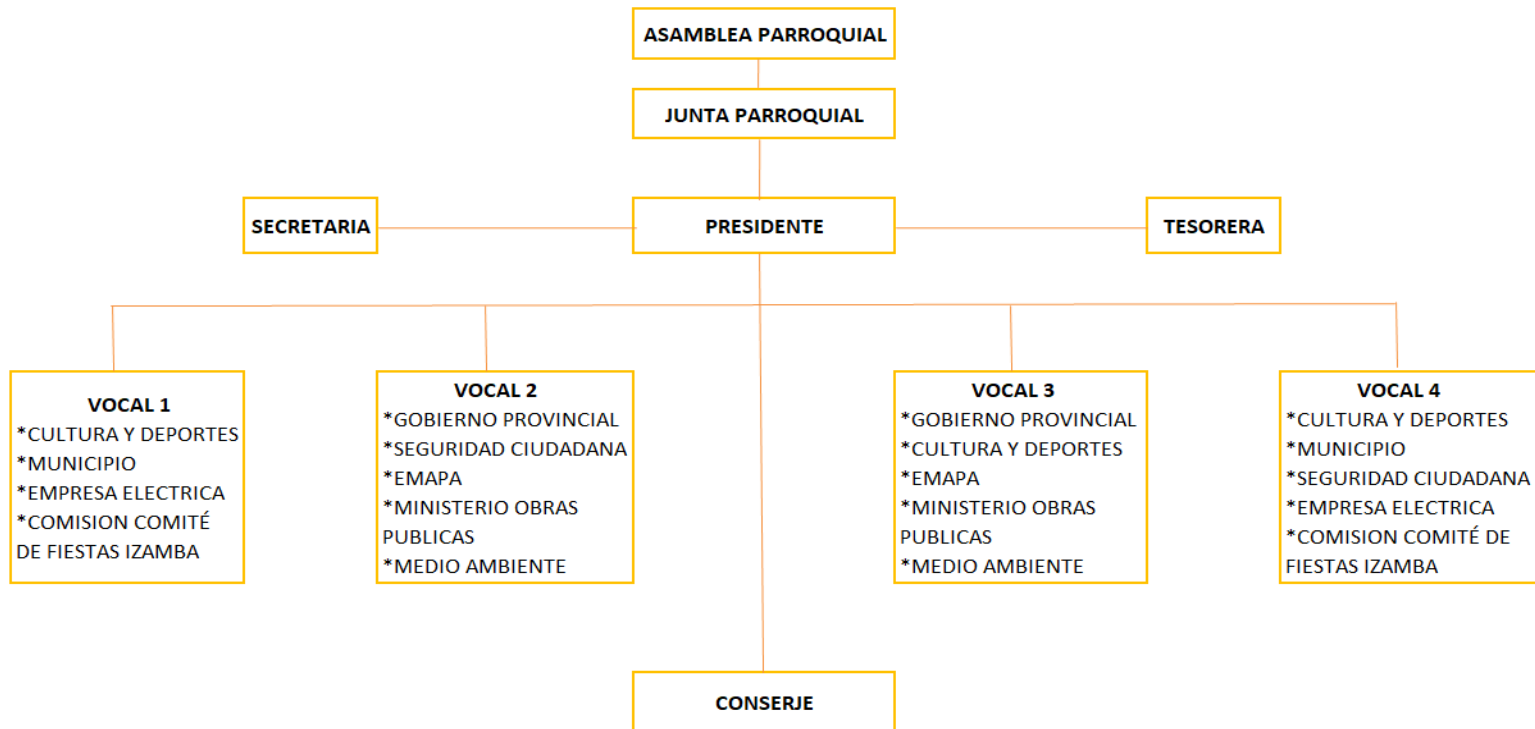 ASAMBLEA PARROQUIAL
JUNTA PARROQUIAL
SECRETARIA
PRESIDENTE
TESORERA
VOCAL 1
*CULTURA Y DEPORTES
*MUNICIPIO
*EMPRESA ELECTRICA
*COMISION COMITÉ
DE FIESTAS IZAMBA
VOCAL 2
*GOBIERNO PROVINCIAL
*SEGURIDAD CIUDADANA
*EMAPA
*MINISTERIO OBRAS
PUBLICAS
*MEDIO AMBIENTE
VOCAL 3
*GOBIERNO PROVINCIAL
*CULTURA Y DEPORTES
*EMAPA
*MINISTERIO OBRAS
PUBLICAS
*MEDIO AMBIENTE
VOCAL 4
*CULTURA Y DEPORTES
*MUNICIPIO
*SEGURIDAD CIUDADANA
*EMPRESA ELECTRICA
*COMISION COMITÉ DE
FIESTAS IZAMBA
CONSERJE